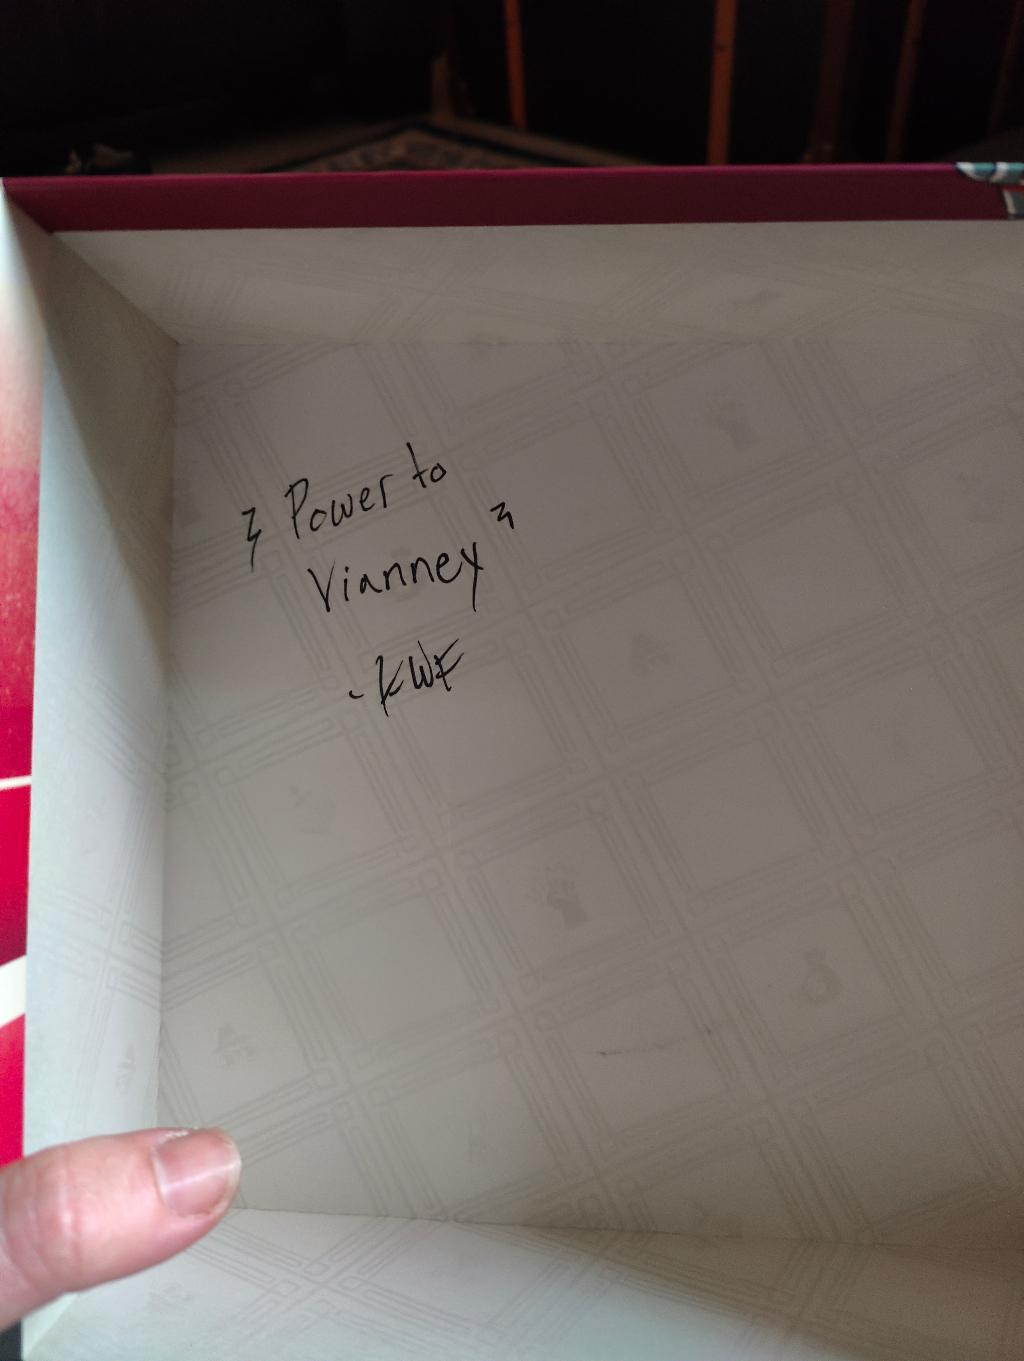 Power to
Vianney
- KWF